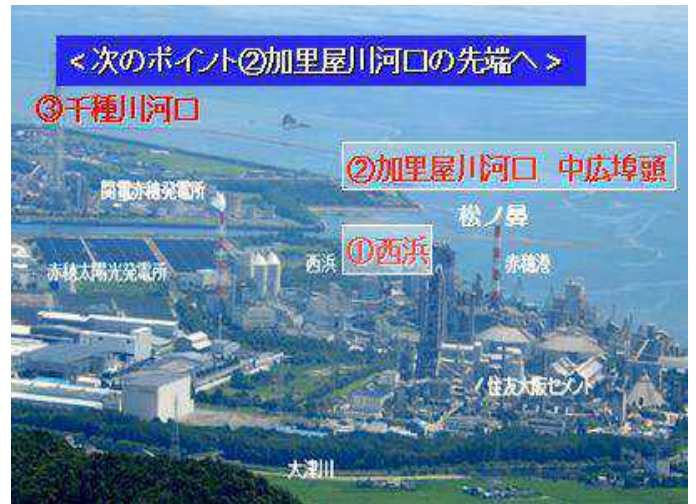 ＜次のポイント②加里屋川河口の先端へ＞
③千種川河口
②加里屋川河口 中広埠頭
関電赤穂発電所
松ノ鼻
西浜 ①西浜
赤穂港
赤穂太陽光発電所
住友大阪セメント
大津川